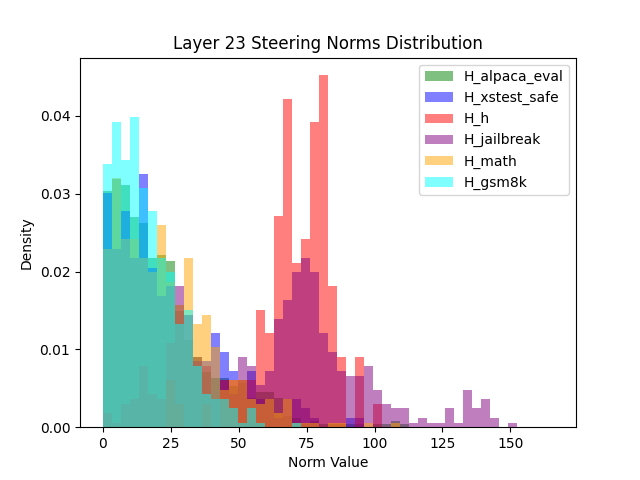 Layer 23 Steering Norms Distribution
H_alpaca_eval
H_xstest_safe
H_h
H_jailbreak
H_math
H_gsm8k
Density
0.04
0.03
0.02
0.01
0.00
0 25 50 75 100 125 150
Norm Value